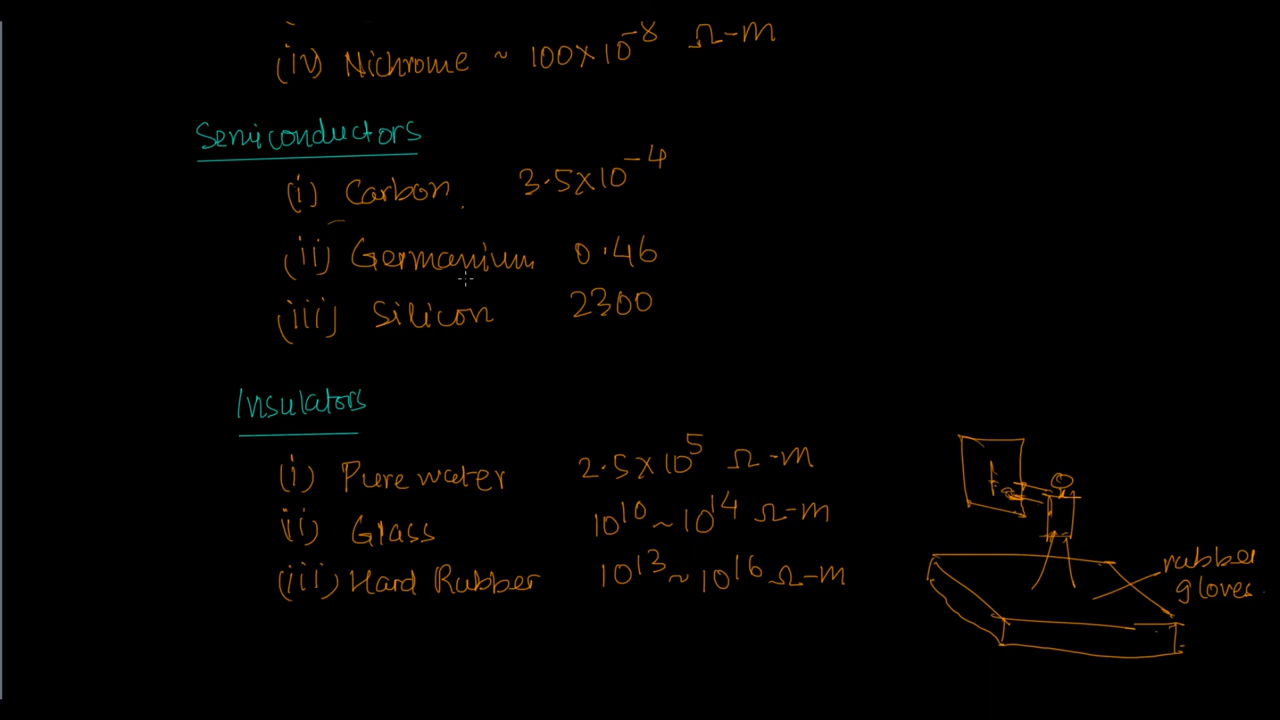 (iv) Nichrome ~ 100×10⁻⁸ Ω-m
Semiconductors
(i) Carbon 3.5×10⁻⁴
(ii) Germanium 0.46
(iii) Silicon 2300
Insulators
(i) Pure water 2.5×10⁵ Ω-m
(ii) Glass 10¹⁰~10¹⁴ Ω-m
(iii) Hard Rubber 10¹³~10¹⁶ Ω-m
rubber
gloves